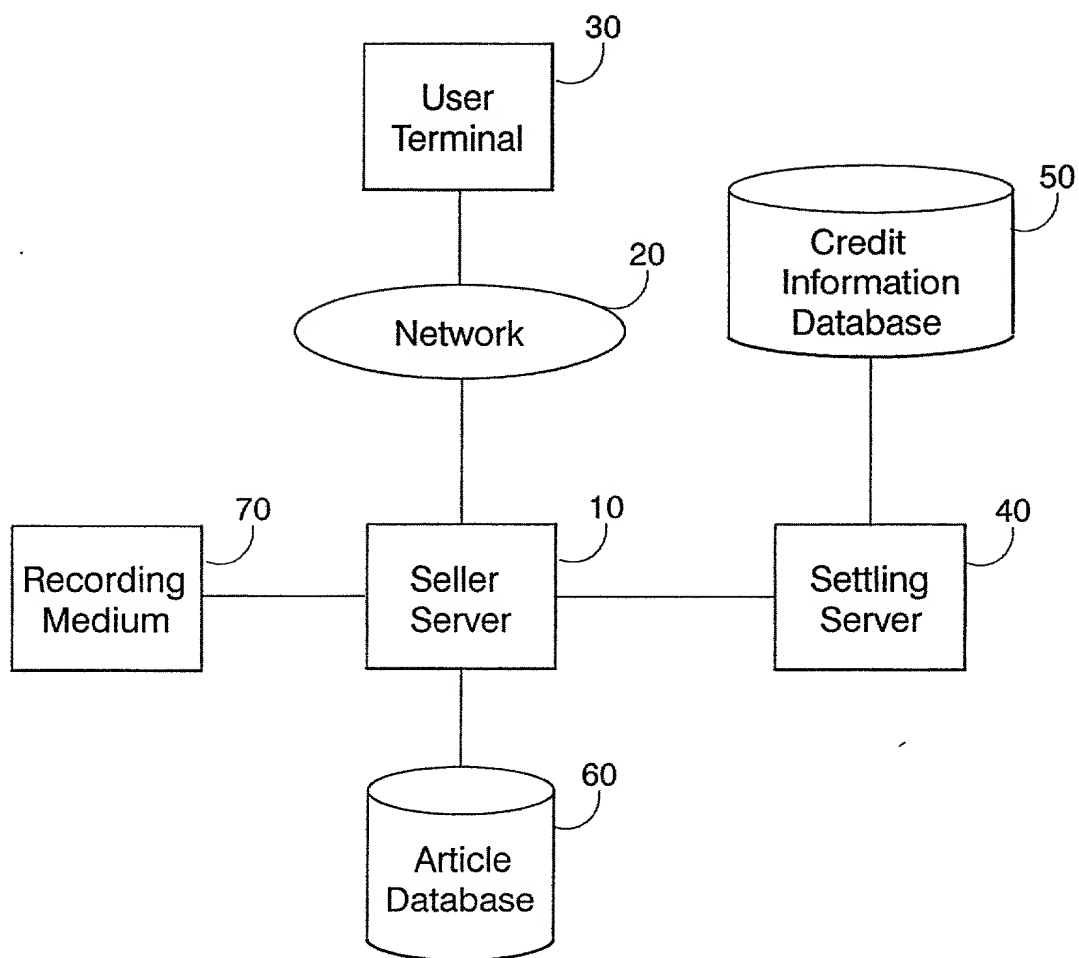 30
User
Terminal
50
Credit
Information
Database
20
Network
70
Recording
Medium
10
Seller
Server
40
Settling
Server
60
Article
Database